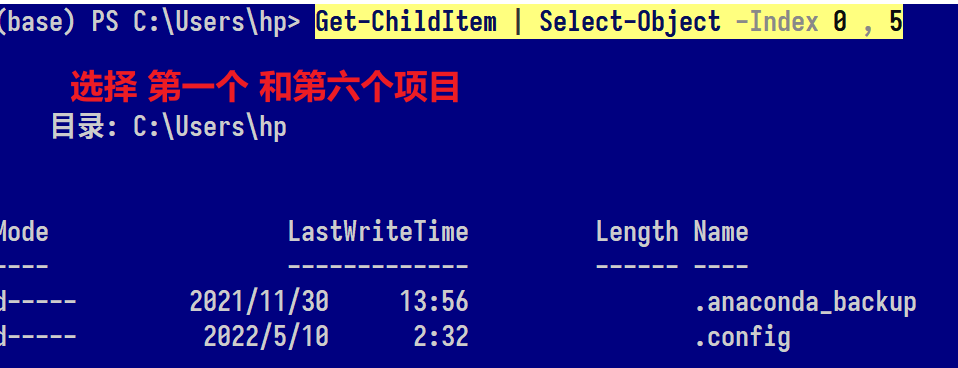 (base) PS C:\Users\hp> Get-ChildItem | Select-Object -Index 0 , 5
选择 第一个 和第六个项目
目录: C:\Users\hp
Mode LastWriteTime Length Name
---- ------------- ------ ----
d----- 2021/11/30 13:56 .anaconda_backup
d----- 2022/5/10 2:32 .config